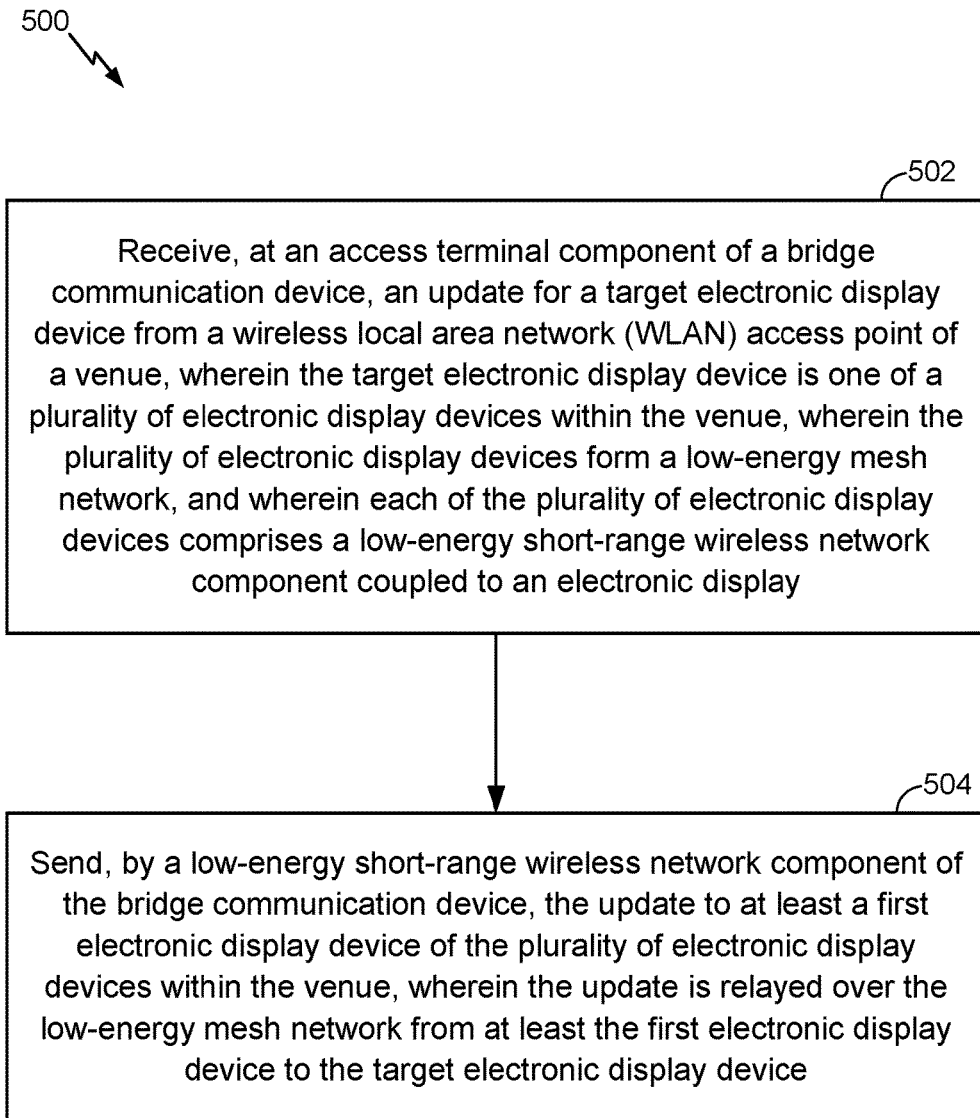 500
502
Receive, at an access terminal component of a bridge
communication device, an update for a target electronic display
device from a wireless local area network (WLAN) access point of
a venue, wherein the target electronic display device is one of a
plurality of electronic display devices within the venue, wherein the
plurality of electronic display devices form a low-energy mesh
network, and wherein each of the plurality of electronic display
devices comprises a low-energy short-range wireless network
component coupled to an electronic display
504
Send, by a low-energy short-range wireless network component of
the bridge communication device, the update to at least a first
electronic display device of the plurality of electronic display
devices within the venue, wherein the update is relayed over the
low-energy mesh network from at least the first electronic display
device to the target electronic display device